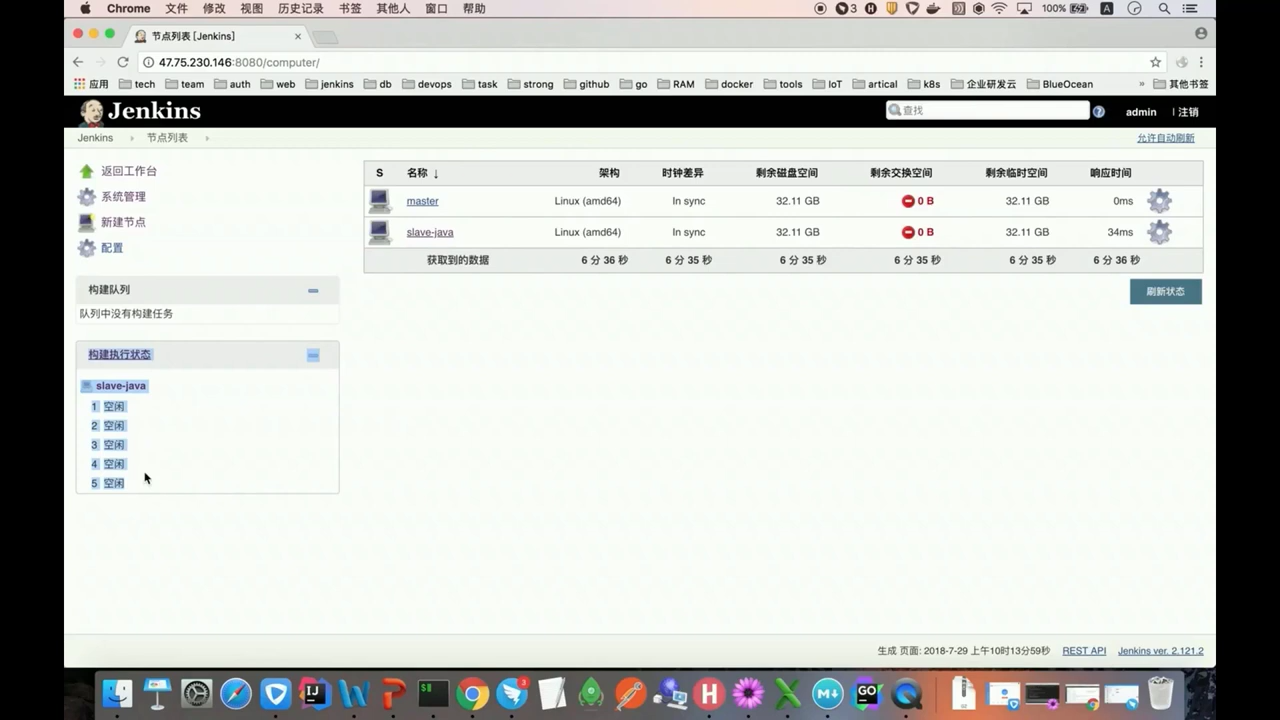 Chrome 文件 修改 视图 历史记录 书签 其他人 窗口 帮助 3 100% A
节点列表 [Jenkins] ×
47.75.230.146:8080/computer/
应用 tech team auth web jenkins db devops task strong github go RAM docker tools IoT artical k8s 企业研发云 BlueOcean » 其他书签
Jenkins 查找 ? admin | 注销
Jenkins 节点列表 允许自动刷新
返回工作台
系统管理
新建节点
配置
构建队列
队列中没有构建任务
构建执行状态
slave-java
1 空闲
2 空闲
3 空闲
4 空闲
5 空闲
S 名称 ↓ 架构 时钟差异 剩余磁盘空间 剩余交换空间 剩余临时空间 响应时间
master Linux (amd64) In sync 32.11 GB 0 B 32.11 GB 0ms
slave-java Linux (amd64) In sync 32.11 GB 0 B 32.11 GB 34ms
获取到的数据 6 分 36 秒 6 分 35 秒 6 分 35 秒 6 分 35 秒 6 分 35 秒 6 分 36 秒
刷新状态
生成 页面: 2018-7-29 上午10时13分59秒 REST API Jenkins ver. 2.121.2
IJ W P $ 3 H X M↓ GO